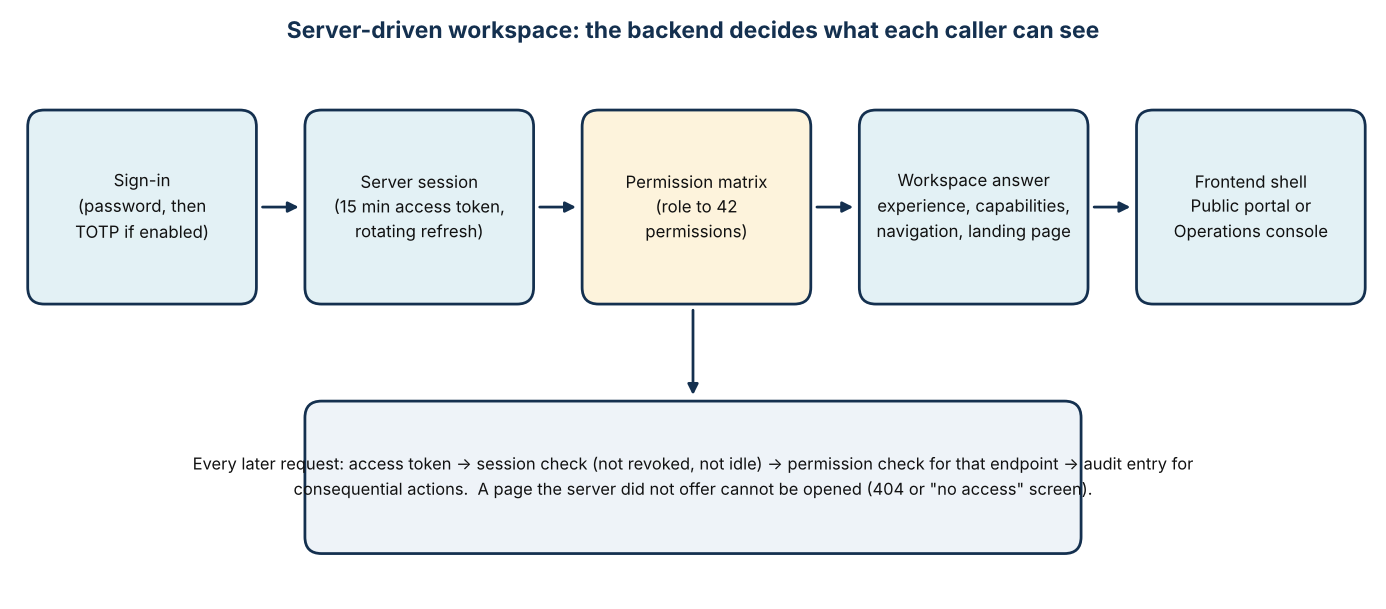 Server-driven workspace: the backend decides what each caller can see
Sign-in
(password, then
TOTP if enabled)
Server session
(15 min access token,
rotating refresh)
Permission matrix
(role to 42
permissions)
Workspace answer
experience, capabilities,
navigation, landing page
Frontend shell
Public portal or
Operations console
Every later request: access token → session check (not revoked, not idle) → permission check for that endpoint → audit entry for
consequential actions.  A page the server did not offer cannot be opened (404 or "no access" screen).